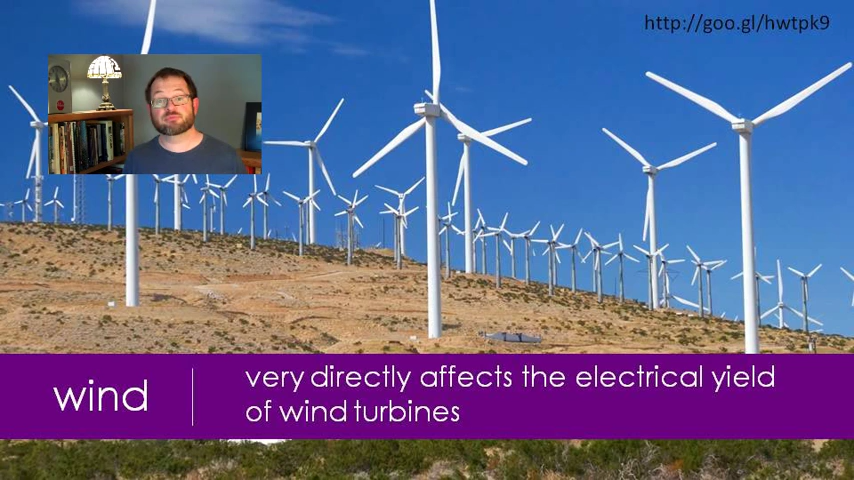 http://goo.gl/hwtpk9
wind
very directly affects the electrical yield
of wind turbines